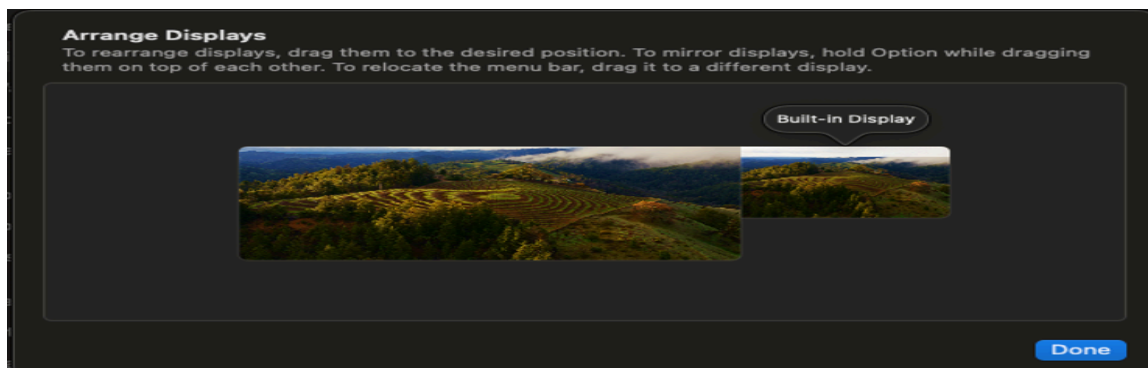 Arrange Displays
To rearrange displays, drag them to the desired position. To mirror displays, hold Option while dragging
them on top of each other. To relocate the menu bar, drag it to a different display.
Built-in Display
Done